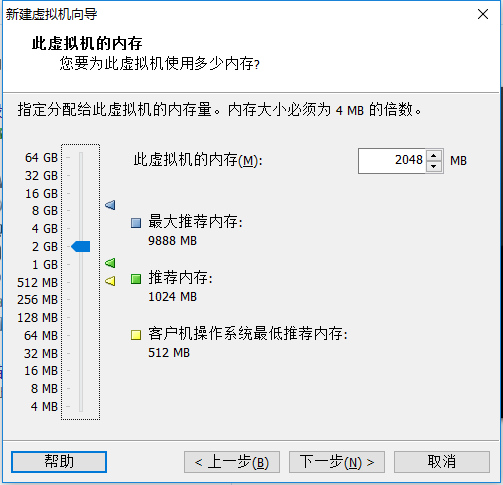 新建虚拟机向导
此虚拟机的内存
您要为此虚拟机使用多少内存?
指定分配给此虚拟机的内存量。内存大小必须为 4 MB 的倍数。
64 GB
32 GB
16 GB
8 GB
4 GB
2 GB
1 GB
512 MB
256 MB
128 MB
64 MB
32 MB
16 MB
8 MB
4 MB
此虚拟机的内存(M): 2048 MB
最大推荐内存:
9888 MB
推荐内存:
1024 MB
客户机操作系统最低推荐内存:
512 MB
帮助 < 上一步(B) 下一步(N) > 取消